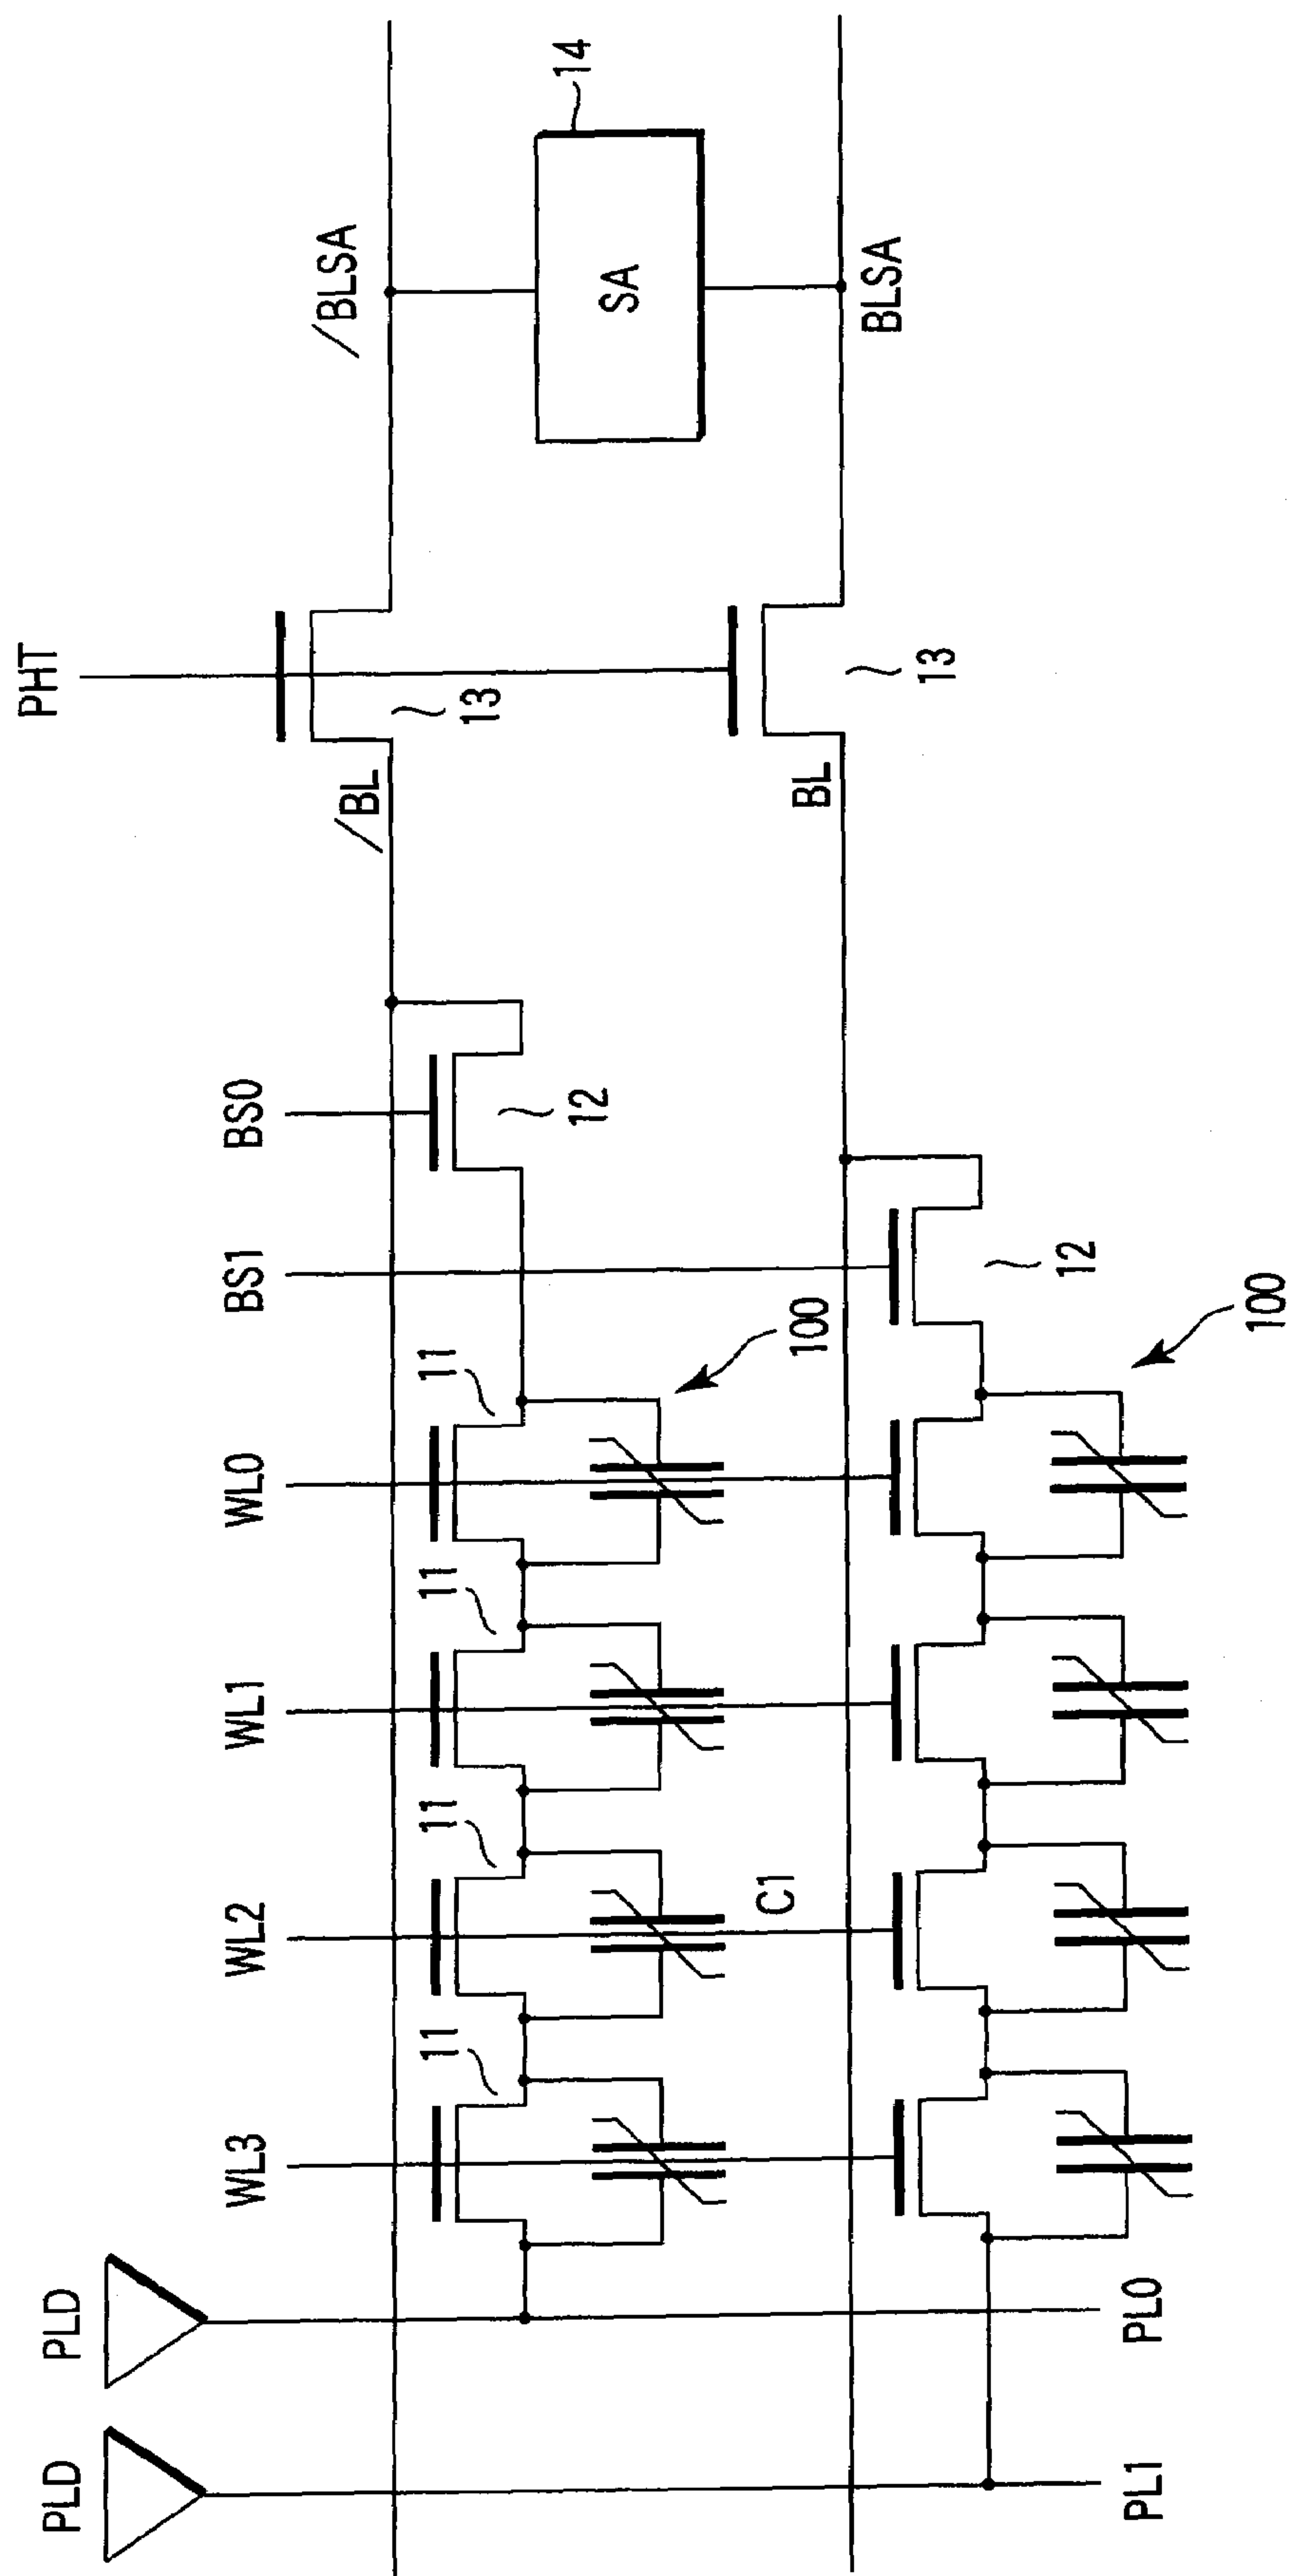 PLD
PLD
WL3
WL2
WL1
WL0
BS1
BS0
PHT
11
11
11
11
/BL
/BLSA
14
12
13
SA
C1
100
BL
13
BLSA
12
100
PL1
PL0